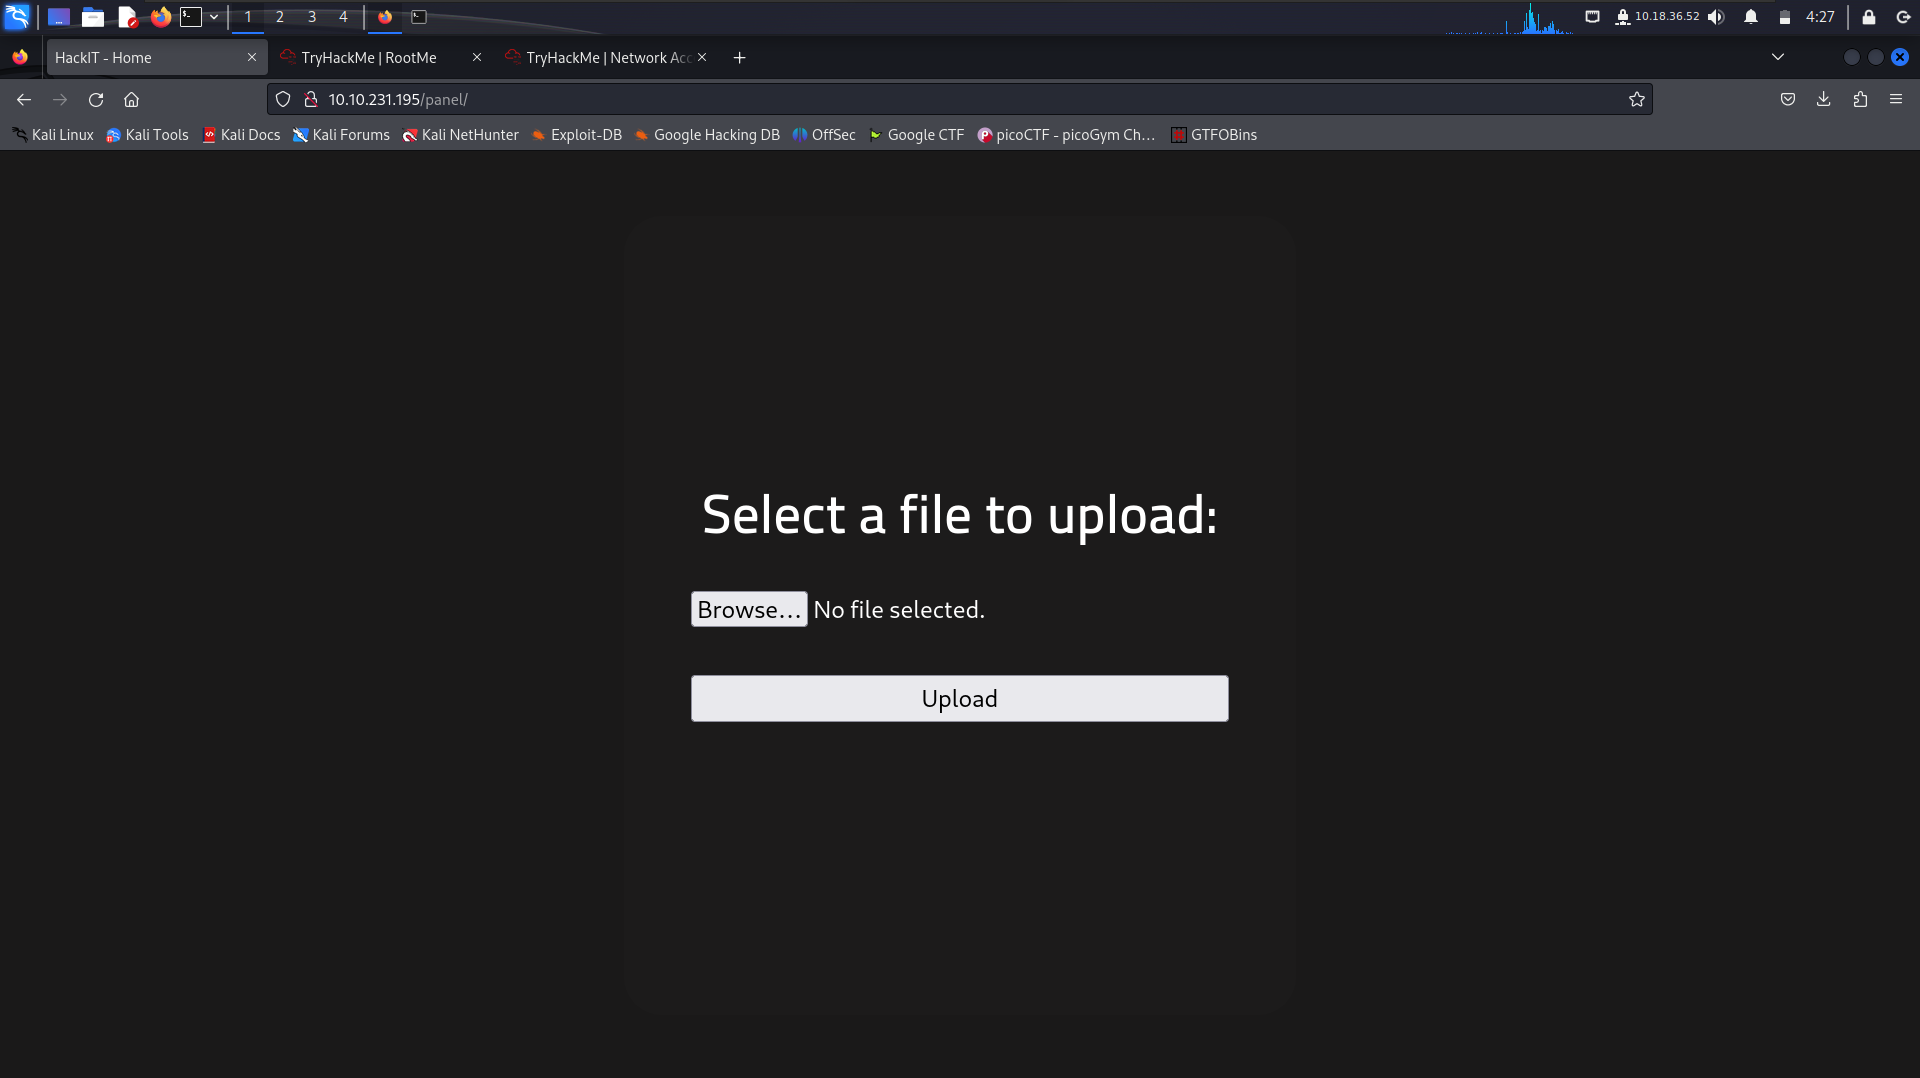 1 2 3 4 10.18.36.52 4:27
HackIT - Home TryHackMe | RootMe TryHackMe | Network Acc
10.10.231.195/panel/
Kali Linux Kali Tools Kali Docs Kali Forums Kali NetHunter Exploit-DB Google Hacking DB OffSec Google CTF picoCTF - picoGym Ch... GTFOBins
Select a file to upload:
Browse... No file selected.
Upload